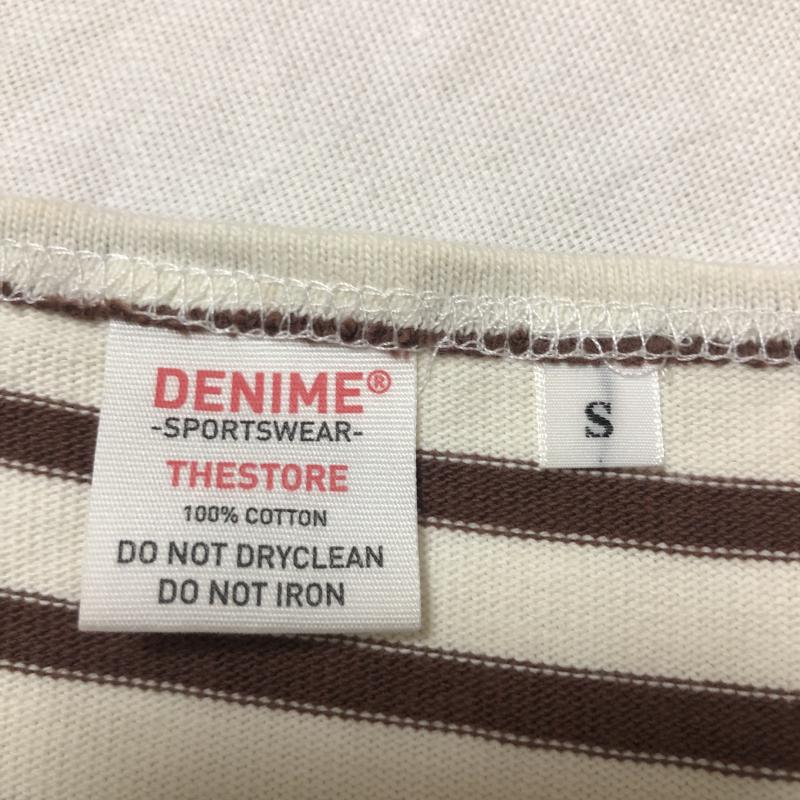 DENIME®
-SPORTSWEAR-
THESTORE
100% COTTON
DO NOT DRYCLEAN
DO NOT IRON
S